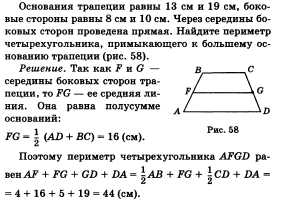 Основания трапеции равны 13 см и 19 см, боко-
вые стороны равны 8 см и 10 см. Через середины бо-
ковых сторон проведена прямая. Найдите периметр
четырехугольника, примыкающего к большему ос-
нованию трапеции (рис. 58).
Решение. Так как F и G —
середины боковых сторон тра-
пеции, то FG — ее средняя ли-
ния. Она равна полусумме
оснований:
FG = 1/2 (AD + BC) = 16 (см).
B C
F G
A D
Рис. 58
Поэтому периметр четырехугольника AFGD ра-
вен AF + FG + GD + DA = 1/2 AB + FG + 1/2 CD + DA =
= 4 + 16 + 5 + 19 = 44 (см).